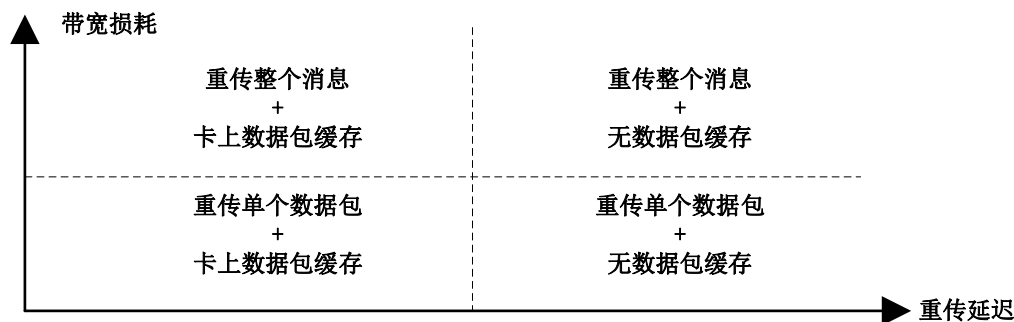 带宽损耗
重传整个消息
+
卡上数据包缓存
重传整个消息
+
无数据包缓存
重传单个数据包
+
卡上数据包缓存
重传单个数据包
+
无数据包缓存
重传延迟